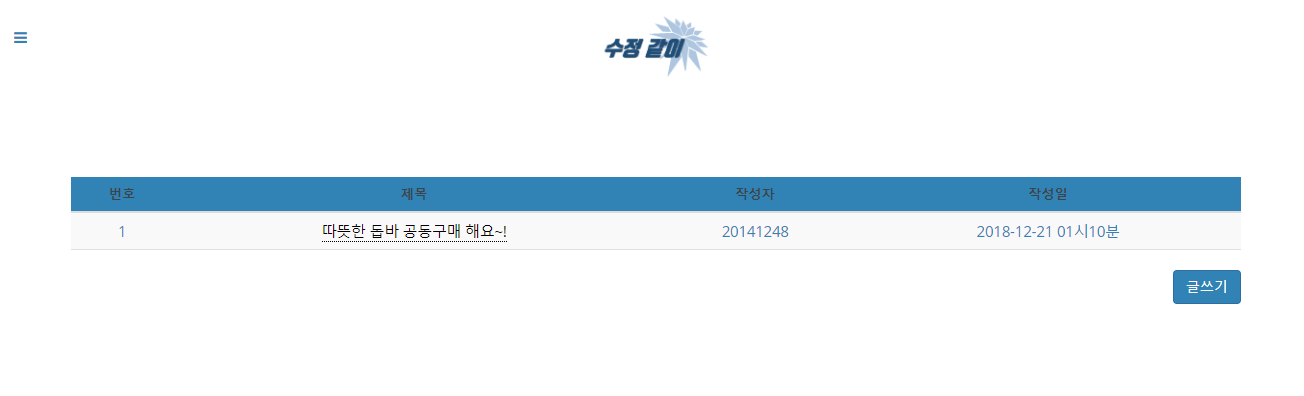 수정 같이
번호 제목 작성자 작성일
1 따뜻한 돕바 공동구매 해요~! 20141248 2018-12-21 01시10분
글쓰기